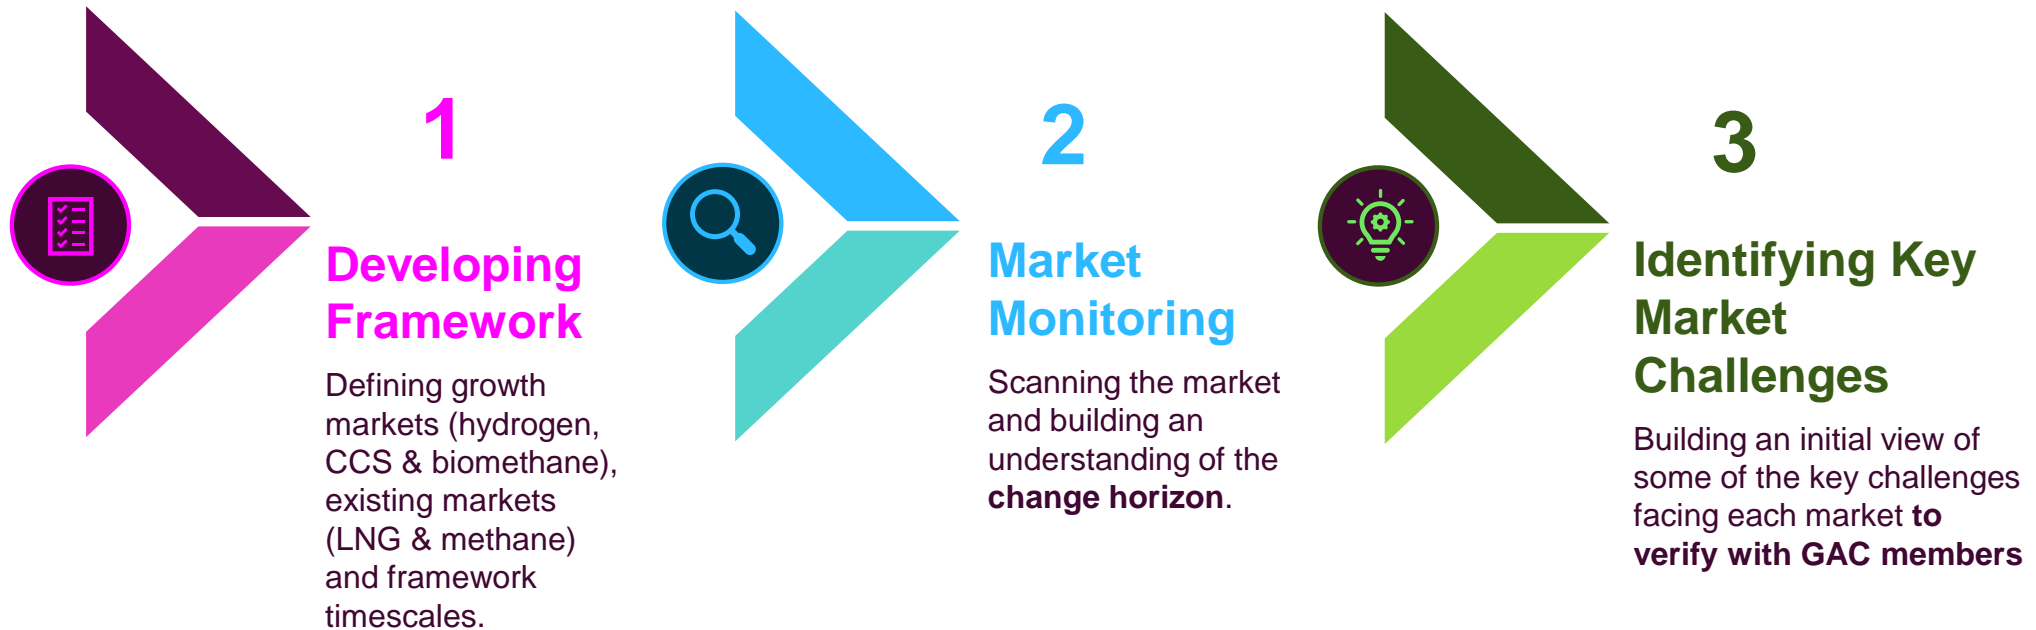 1
Developing
Framework
Defining growth
markets (hydrogen,
CCS & biomethane),
existing markets
(LNG & methane)
and framework
timescales.
2
Market
Monitoring
Scanning the market
and building an
understanding of the
change horizon.
3
Identifying Key
Market
Challenges
Building an initial view of
some of the key challenges
facing each market to
verify with GAC members